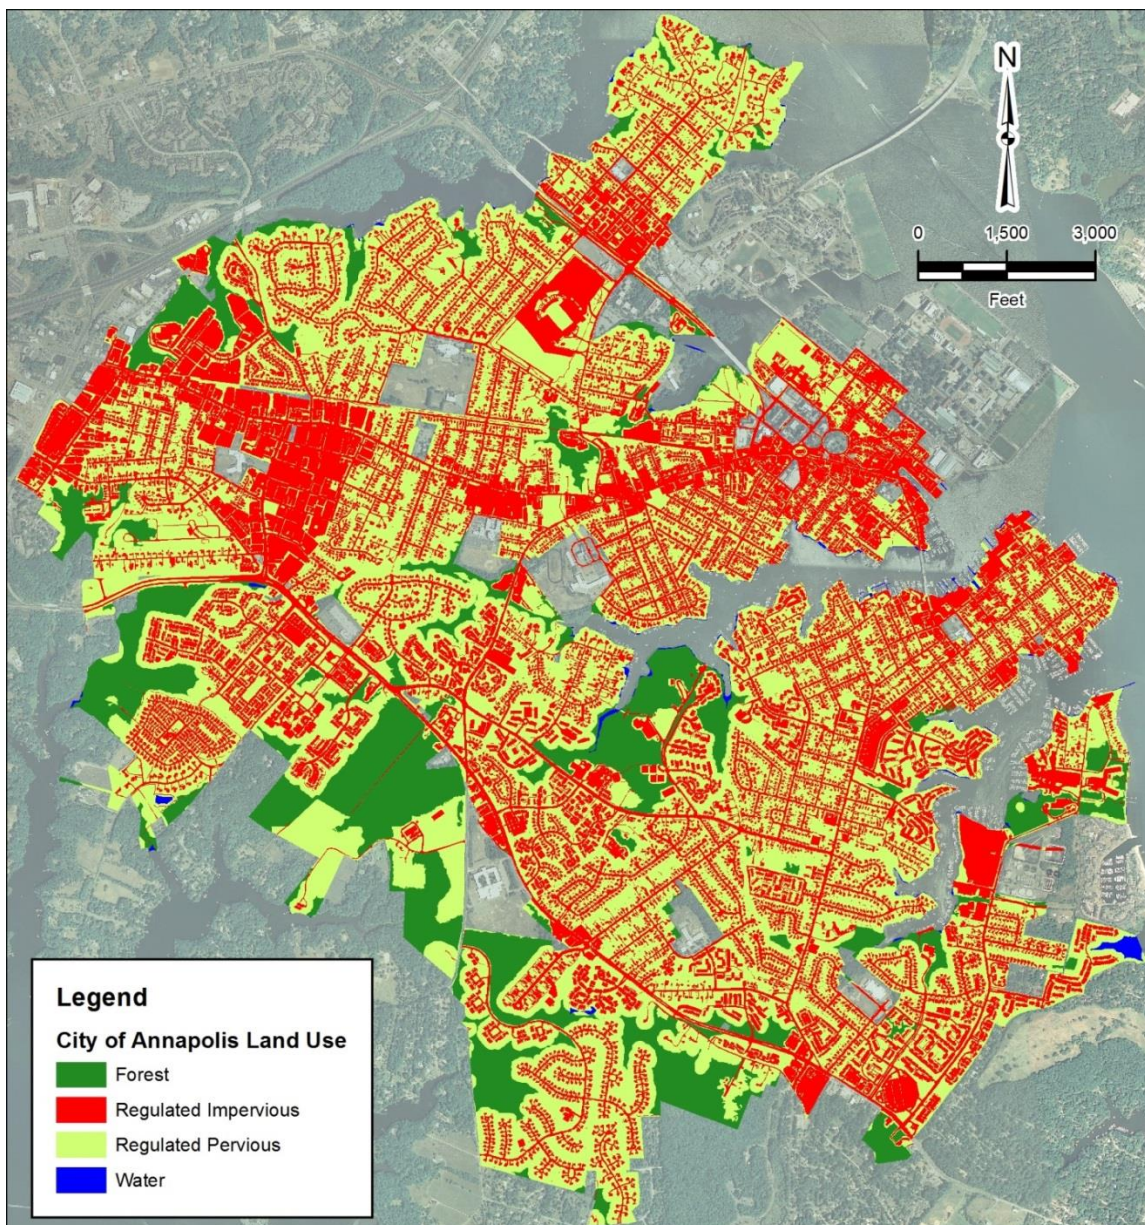 N
0 1,500 3,000
Feet
Legend
City of Annapolis Land Use
Forest
Regulated Impervious
Regulated Pervious
Water